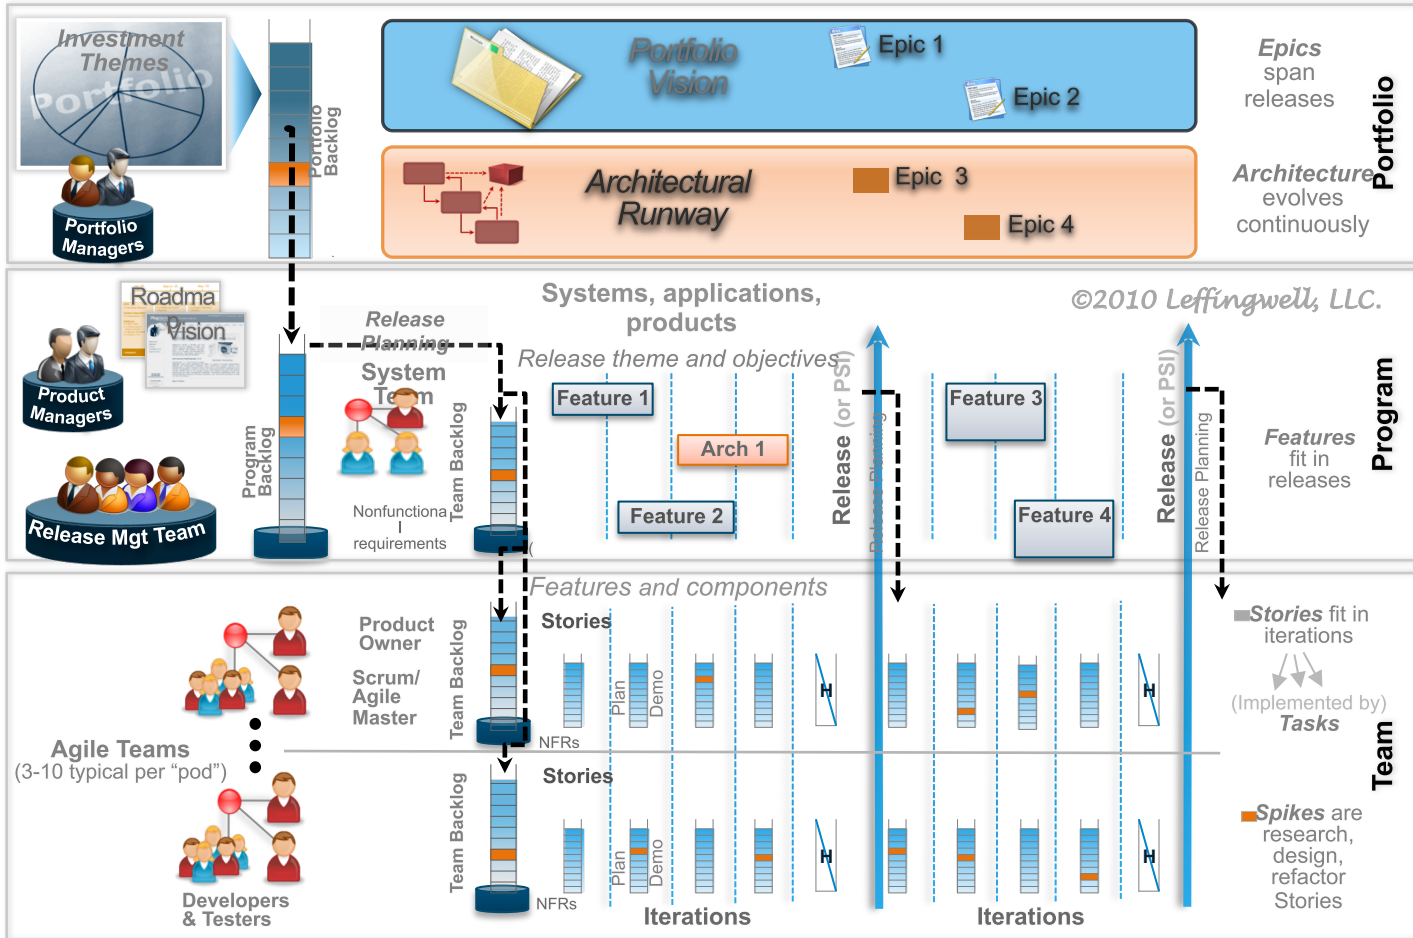 Investment
Themes
Portfolio
Portfolio
Backlog
Portfolio
Managers
Portfolio
Vision
Epic 1
Epic 2
Epics
span
releases
Architectural
Runway
Epic 3
Epic 4
Architecture
evolves
continuously
Portfolio
Roadma
p
Vision
Product
Managers
Release Mgt Team
Program
Backlog
Release
Planning
System
Team
Nonfunctiona
l
requirements
Team Backlog
(
Systems, applications,
products
©2010 Leffingwell, LLC.
Release theme and objectives
Feature 1
Arch 1
Feature 2
Release (or PSI)
Release Planning
Feature 3
Feature 4
Release (or PSI)
Release Planning
Features
fit in
releases
Program
Features and components
Product
Owner
Scrum/
Agile
Master
Team Backlog
NFRs
Stories
Plan
Demo
H
H
Stories fit in
iterations
(Implemented by)
Tasks
Team
Agile Teams
(3-10 typical per “pod”)
Developers
& Testers
Team Backlog
NFRs
Stories
Plan
Demo
H
H
Iterations
Iterations
Spikes are
research,
design,
refactor
Stories